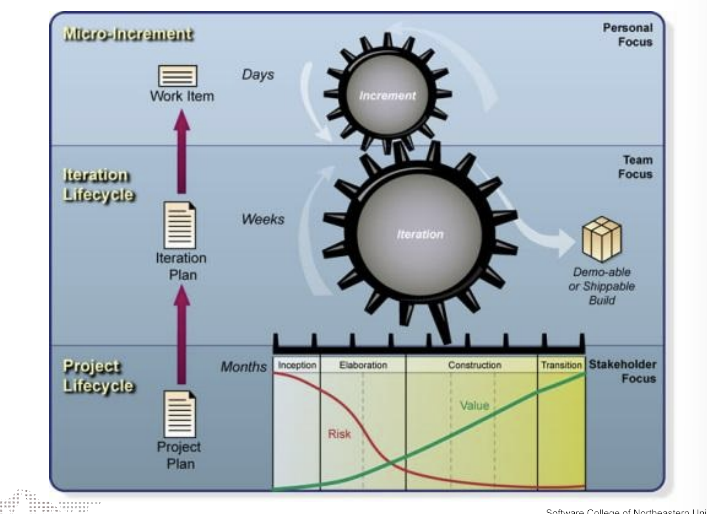 Micro-Increment
Personal
Focus
Days
Work Item
Increment
Iteration
Lifecycle
Team
Focus
Weeks
Iteration
Iteration
Plan
Demo-able
or Shippable
Build
Project
Lifecycle
Months
Inception
Elaboration
Construction
Transition
Stakeholder
Focus
Value
Risk
Project
Plan
Software College of Northeastern